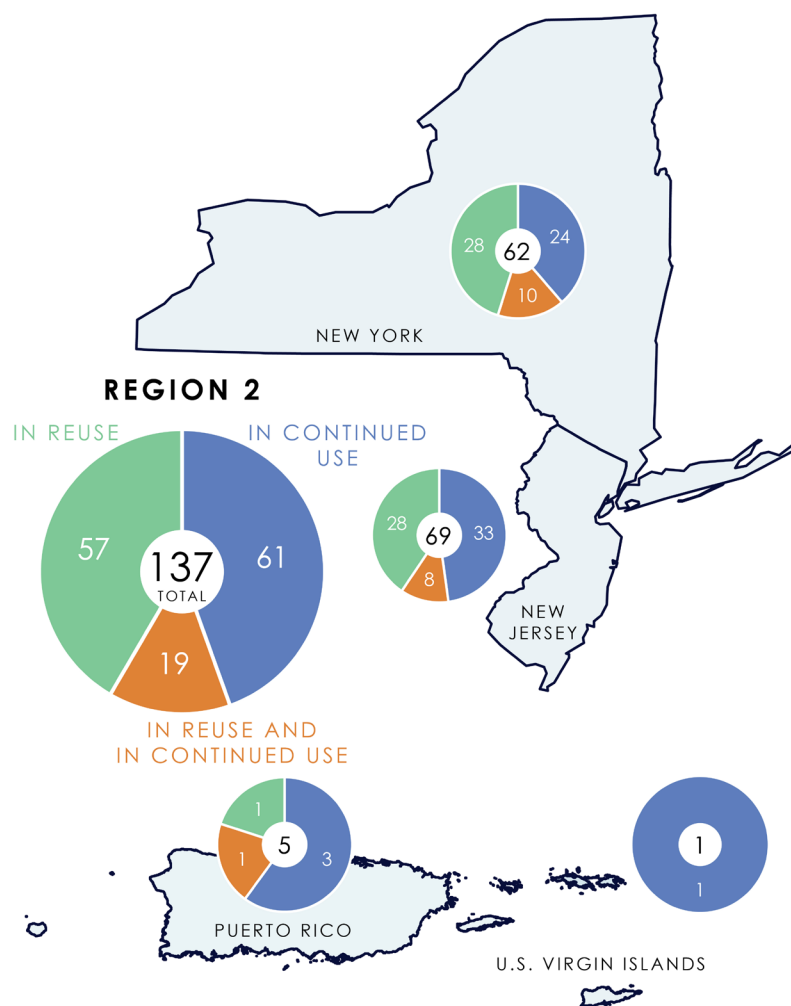 28
24
62
10
NEW YORK
REGION 2
IN REUSE
IN CONTINUED
USE
57
137
TOTAL
61
19
28
69
33
8
NEW
JERSEY
IN REUSE AND
IN CONTINUED USE
1
5
1
3
PUERTO RICO
1
1
U.S. VIRGIN ISLANDS